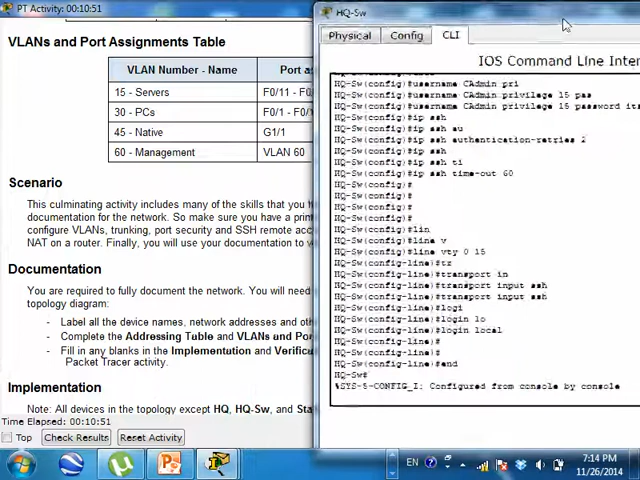 PT Activity: 00:10:51
VLANs and Port Assignments Table
VLAN Number - Name
Port as
15 - Servers
F0/11 - F0
30 - PCs
F0/1 - F0/1
45 - Native
G1/1
60 - Management
VLAN 60
Scenario
This culminating activity includes many of the skills that you h
documentation for the network. So make sure you have a prin
configure VLANs, trunking, port security and SSH remote acc
NAT on a router. Finally, you will use your documentation to v
Documentation
You are required to fully document the network. You will need
topology diagram:
- Label all the device names, network addresses and oth
- Complete the Addressing Table and VLANs and Por
- Fill in any blanks in the Implementation and Verific
Packet Tracer activity.
Implementation
Note: All devices in the topology except HQ, HQ-Sw, and Sta
Time Elapsed: 00:10:51
Top
Check Results
Reset Activity
HQ-Sw
Physical
Config
CLI
IOS Command Line Inter
HQ-Sw(config)#username CAdmin pri
HQ-Sw(config)#username CAdmin privilege 15 pas
HQ-Sw(config)#username CAdmin privilege 15 password its
HQ-Sw(config)#ip ssh
HQ-Sw(config)#ip ssh au
HQ-Sw(config)#ip ssh authentication-retries 2
HQ-Sw(config)#ip ssh ti
HQ-Sw(config)#ip ssh time-out 60
HQ-Sw(config)#
HQ-Sw(config)#
HQ-Sw(config)#
HQ-Sw(config)#
HQ-Sw(config)#lin
HQ-Sw(config)#line v
HQ-Sw(config)#line vty 0 15
HQ-Sw(config-line)#tr
HQ-Sw(config-line)#transport in
HQ-Sw(config-line)#transport input ssh
HQ-Sw(config-line)#transport input ssh
HQ-Sw(config-line)#logi
HQ-Sw(config-line)#login lo
HQ-Sw(config-line)#login local
HQ-Sw(config-line)#
HQ-Sw(config-line)#
HQ-Sw(config-line)#end
HQ-Sw#
%SYS-5-CONFIG_I: Configured from console by console
EN
7:14 PM
11/26/2014